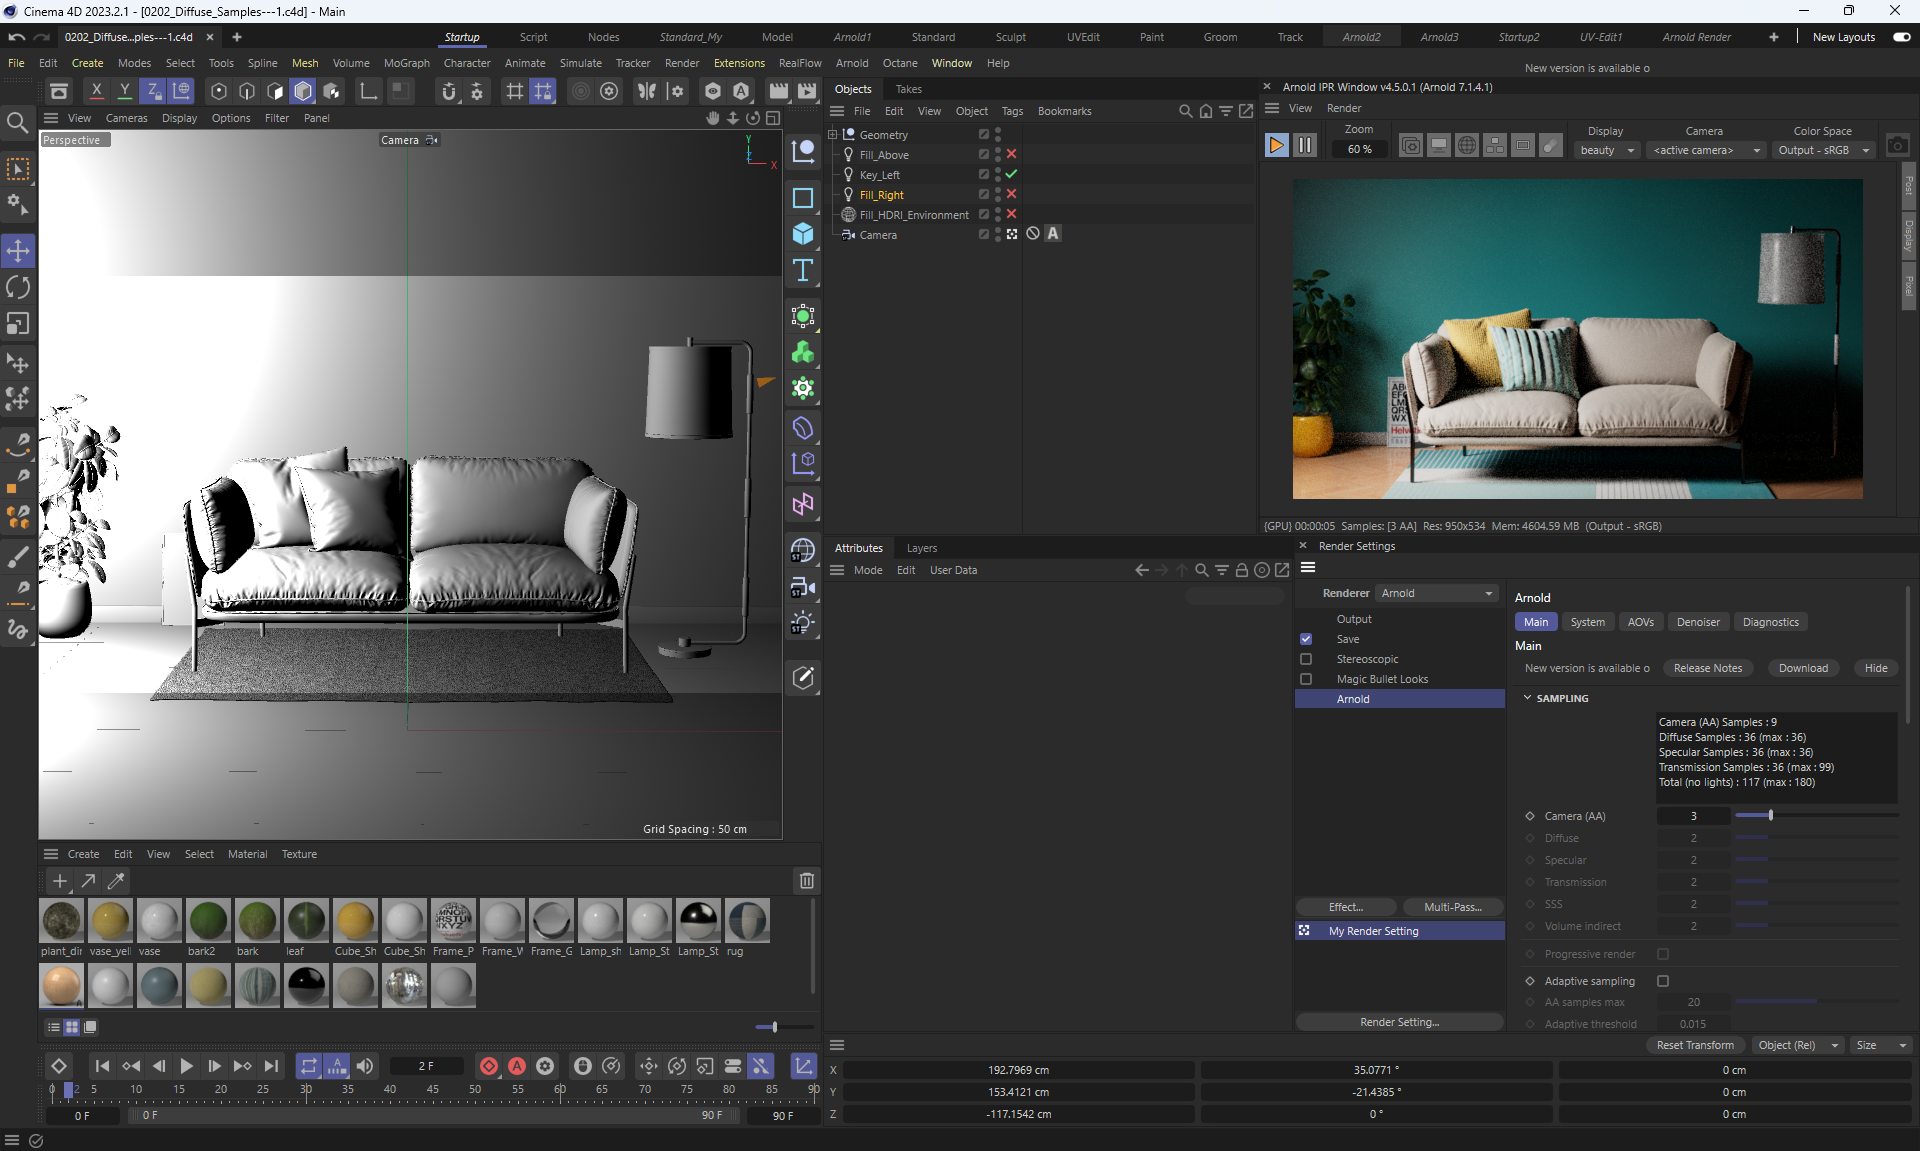 Cinema 4D 2023.2.1 - [0202_Diffuse_Samples---1.c4d] - Main
0202_Diffuse...ples---1.c4d
Startup Script Nodes Standard_My Model Arnold1 Standard Sculpt UVEdit Paint Groom Track Arnold2 Arnold3 Startup2 UV-Edit1 Arnold Render New Layouts
File Edit Create Modes Select Tools Spline Mesh Volume MoGraph Character Animate Simulate Tracker Render Extensions RealFlow Arnold Octane Window Help
New version is available o
X Y Z
View Cameras Display Options Filter Panel
Perspective
Camera
Y
Z
X
Grid Spacing : 50 cm
ST
ST
ST
Objects Takes
File Edit View Object Tags Bookmarks
Geometry
Fill_Above
Key_Left
Fill_Right
Fill_HDRI_Environment
Camera A
Arnold IPR Window v4.5.0.1 (Arnold 7.1.4.1)
View Render
Zoom Display Camera Color Space
60 % beauty <active camera> Output - sRGB
Post
Display
Pixel
{GPU} 00:00:05 Samples: [3 AA] Res: 950x534 Mem: 4604.59 MB (Output - sRGB)
Attributes Layers
Mode Edit User Data
Render Settings
Renderer Arnold
Output
Save
Stereoscopic
Magic Bullet Looks
Arnold
Effect... Multi-Pass...
My Render Setting
Render Setting...
Arnold
Main System AOVs Denoiser Diagnostics
Main
New version is available o Release Notes Download Hide
SAMPLING
Camera (AA) Samples : 9
Diffuse Samples : 36 (max : 36)
Specular Samples : 36 (max : 36)
Transmission Samples : 36 (max : 99)
Total (no lights) : 117 (max : 180)
Camera (AA) 3
Diffuse 2
Specular 2
Transmission 2
SSS 2
Volume indirect 2
Progressive render
Adaptive sampling
AA samples max 20
Adaptive threshold 0.015
Create Edit View Select Material Texture
plant_dir vase_yell vase bark2 bark leaf Cube_Sh Cube_Sh Frame_P Frame_W Frame_G Lamp_sh Lamp_St Lamp_St rug
2 F
0 2 5 10 15 20 25 30 35 40 45 50 55 60 65 70 75 80 85 90
0 F 0 F 90 F 90 F
Reset Transform Object (Rel) Size
X 192.7969 cm 35.0771 ° 0 cm
Y 153.4121 cm -21.4385 ° 0 cm
Z -117.1542 cm 0 ° 0 cm